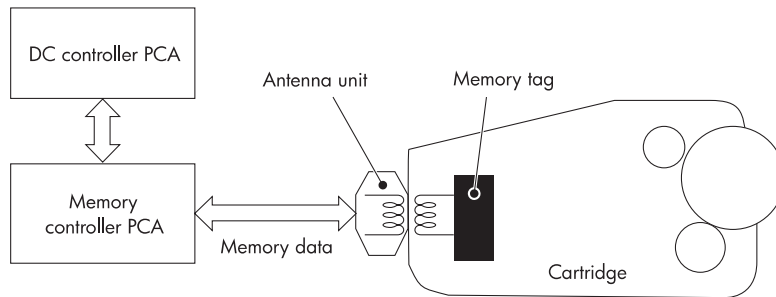 DC controller PCA
Antenna unit
Memory tag
Memory
controller PCA
Memory data
Cartridge